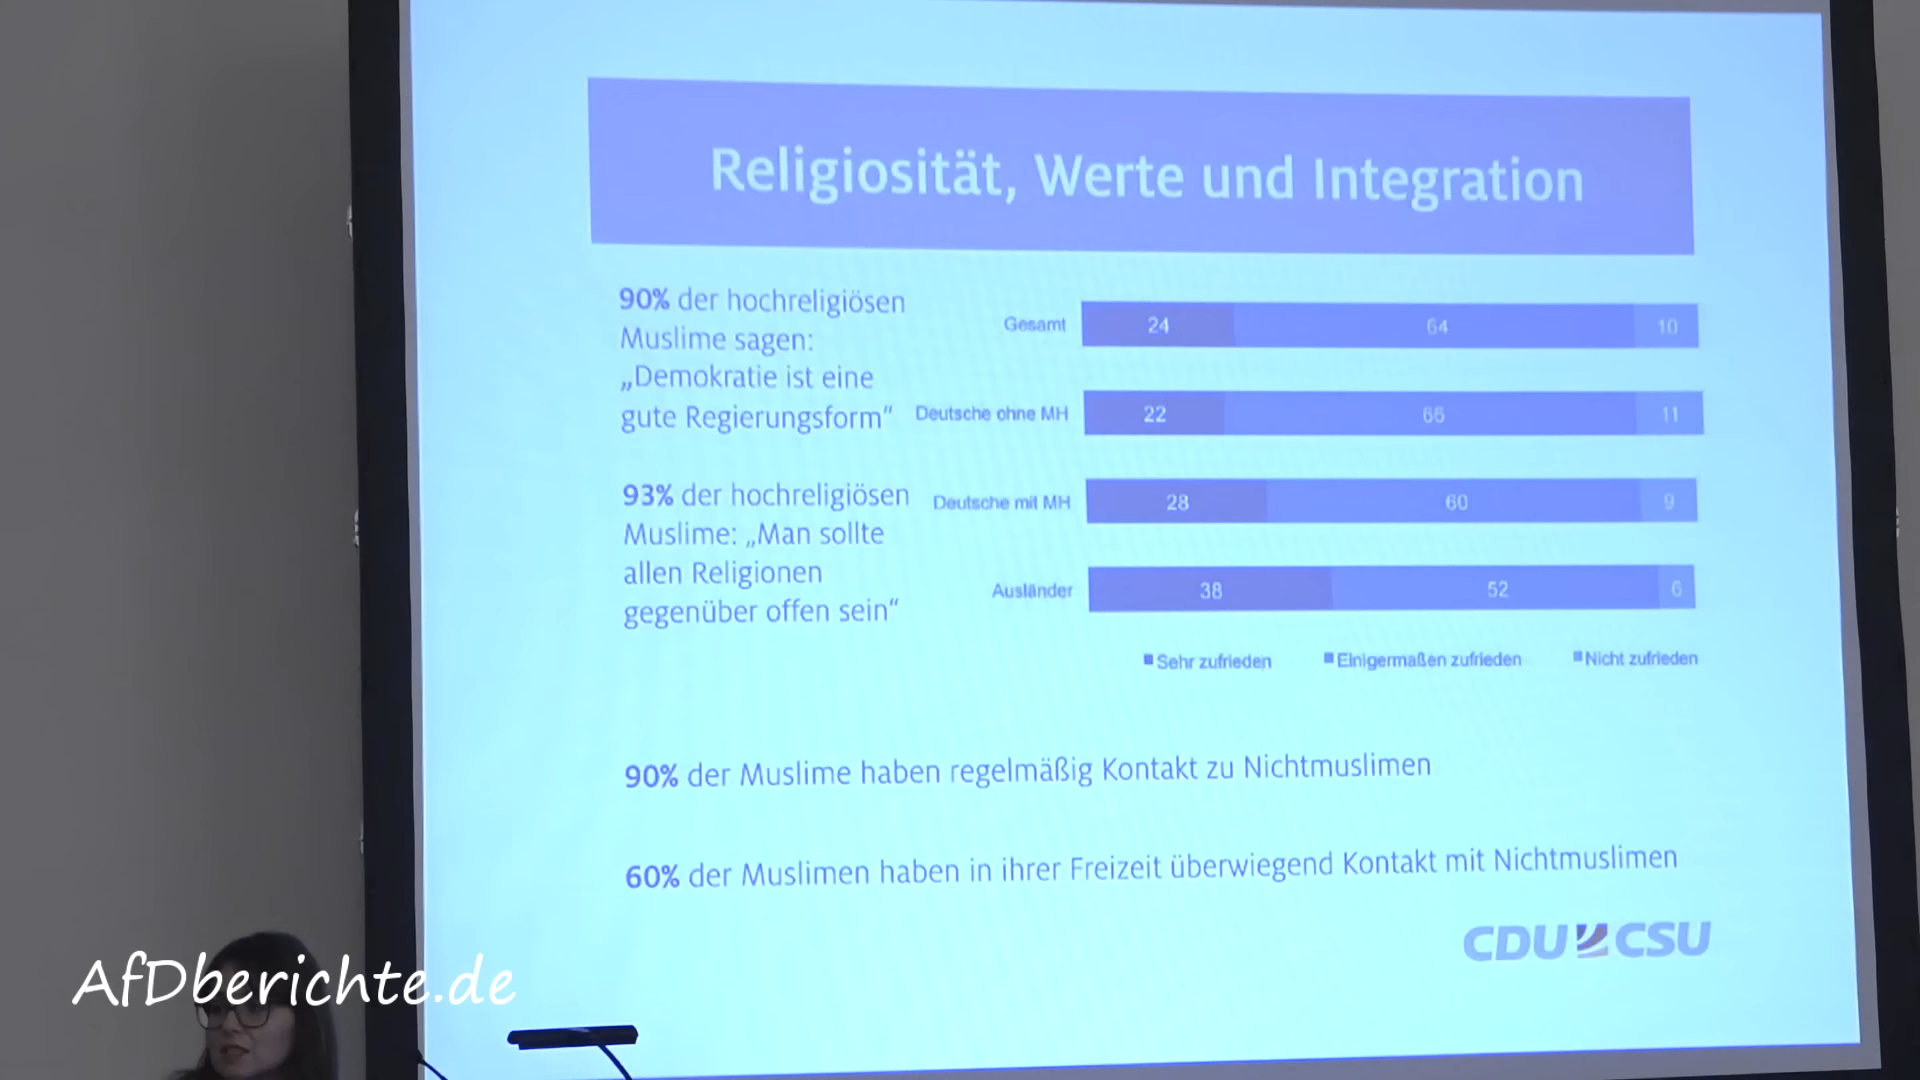 Religiosität, Werte und Integration
90% der hochreligiösen
Muslime sagen:
„Demokratie ist eine
gute Regierungsform“
93% der hochreligiösen
Muslime: „Man sollte
allen Religionen
gegenüber offen sein“
Gesamt 24 64 10
Deutsche ohne MH 22 66 11
Deutsche mit MH 28 60 9
Ausländer 38 52 6
Sehr zufrieden Einigermaßen zufrieden Nicht zufrieden
90% der Muslime haben regelmäßig Kontakt zu Nichtmuslimen
60% der Muslimen haben in ihrer Freizeit überwiegend Kontakt mit Nichtmuslimen
CDU CSU
AfDberichte.de